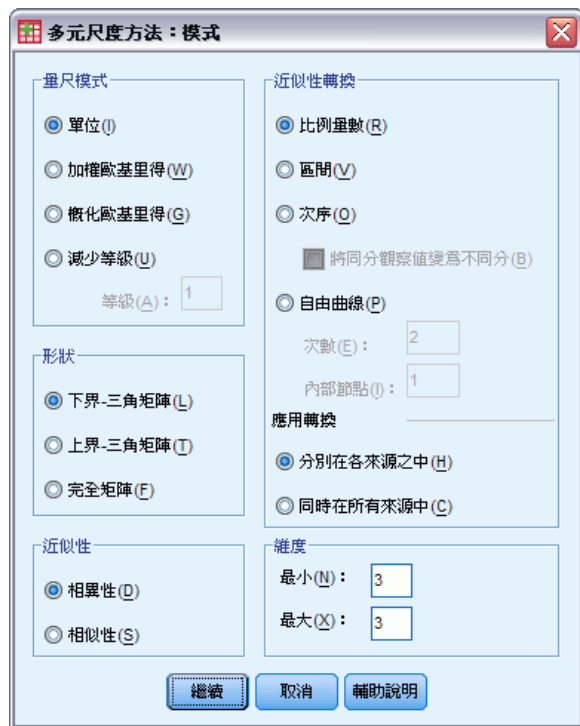 多元尺度方法：模式
量尺模式
單位(I)
加權歐基里得(W)
概化歐基里得(G)
減少等級(U)
等級(A)： 1
形狀
下界-三角矩陣(L)
上界-三角矩陣(T)
完全矩陣(F)
近似性
相異性(D)
相似性(S)
近似性轉換
比例量數(R)
區間(V)
次序(O)
將同分觀察值變為不同分(B)
自由曲線(P)
次數(E)： 2
內部節點(I)： 1
應用轉換
分別在各來源之中(H)
同時在所有來源中(C)
維度
最小(N)： 3
最大(X)： 3
繼續 取消 輔助說明